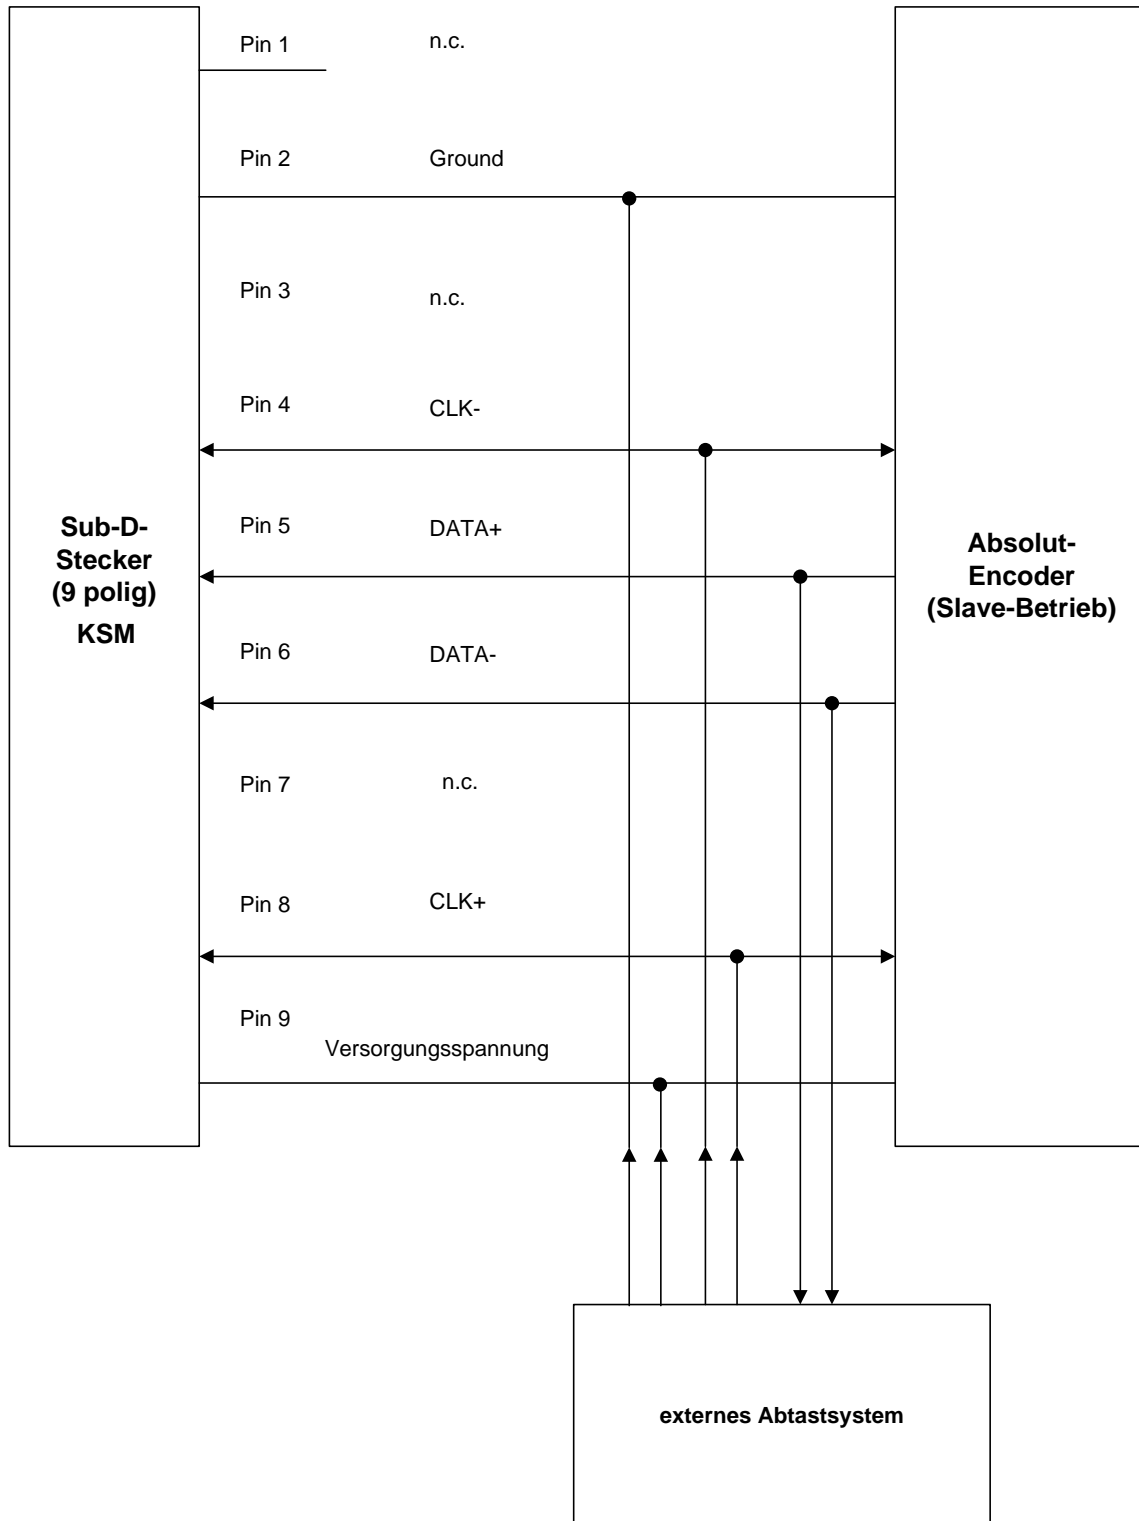 Pin 1
n.c.
Pin 2
Ground
Pin 3
n.c.
Pin 4
CLK-
Pin 5
DATA+
Pin 6
DATA-
Pin 7
n.c.
Pin 8
CLK+
Pin 9
Versorgungsspannung
Sub-D-
Stecker
(9 polig)
KSM
Absolut-
Encoder
(Slave-Betrieb)
externes Abtastsystem